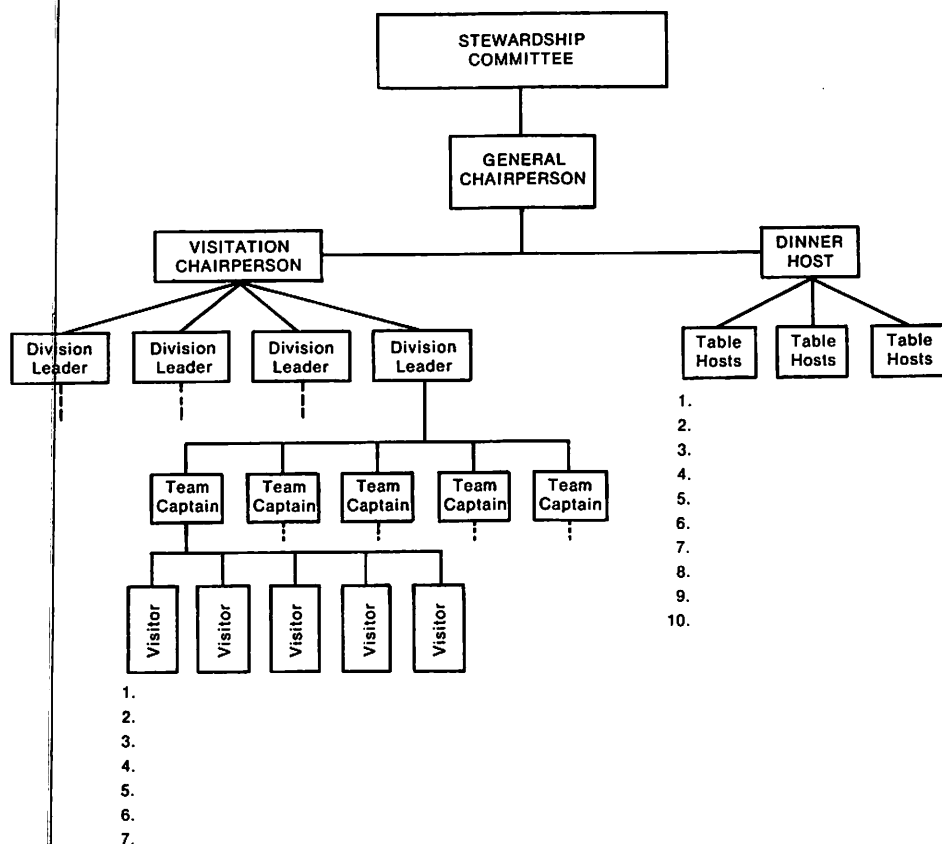 STEWARDSHIP
COMMITTEE
GENERAL
CHAIRPERSON
VISITATION
CHAIRPERSON
DINNER
HOST
Division
Leader
Division
Leader
Division
Leader
Division
Leader
Table
Hosts
Table
Hosts
Table
Hosts
1.
2.
3.
4.
5.
6.
7.
8.
9.
10.
Team
Captain
Team
Captain
Team
Captain
Team
Captain
Team
Captain
Visitor
Visitor
Visitor
Visitor
Visitor
1.
2.
3.
4.
5.
6.
7.